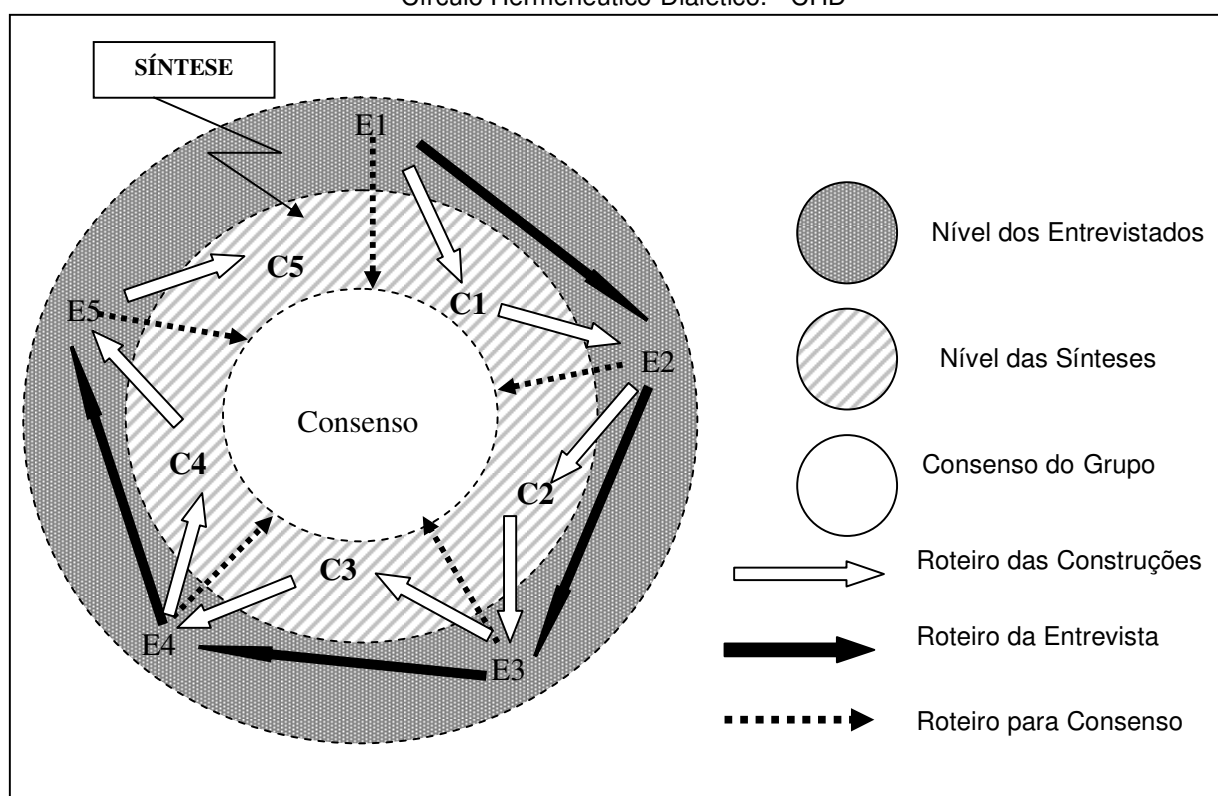 Círculo Hermenêutico-Dialético. - CHD
SÍNTESE
E1
C5
C1
E5
E2
Consenso
C4
C2
C3
E4
E3
Nível dos Entrevistados
Nível das Sínteses
Consenso do Grupo
Roteiro das Construções
Roteiro da Entrevista
Roteiro para Consenso